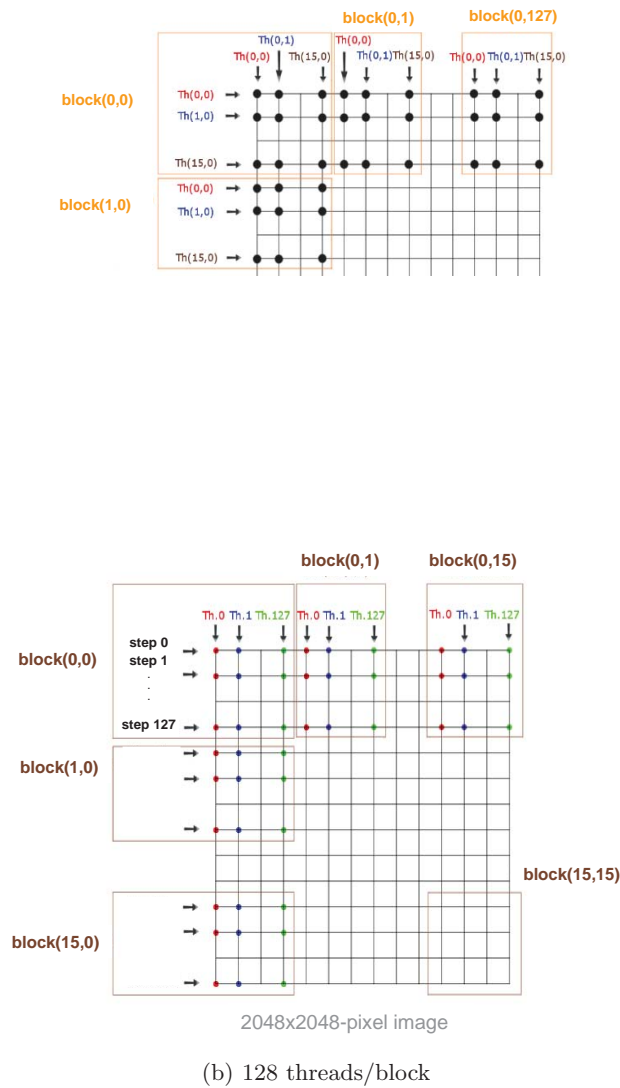 block(0,1)
block(0,127)
Th(0,1)
Th(0,0)
Th(0,0)
Th(15,0)
Th(0,1)
Th(15,0)
Th(0,0)
Th(0,1)
Th(15,0)
block(0,0)
Th(0,0)
Th(1,0)
Th(15,0)
block(1,0)
Th(0,0)
Th(1,0)
Th(15,0)
block(0,1)
block(0,15)
Th.0
Th.1
Th.127
Th.0
Th.1
Th.127
Th.0
Th.1
Th.127
block(0,0)
step 0
step 1
.
.
.
step 127
block(1,0)
block(15,15)
block(15,0)
2048x2048-pixel image
(b) 128 threads/block